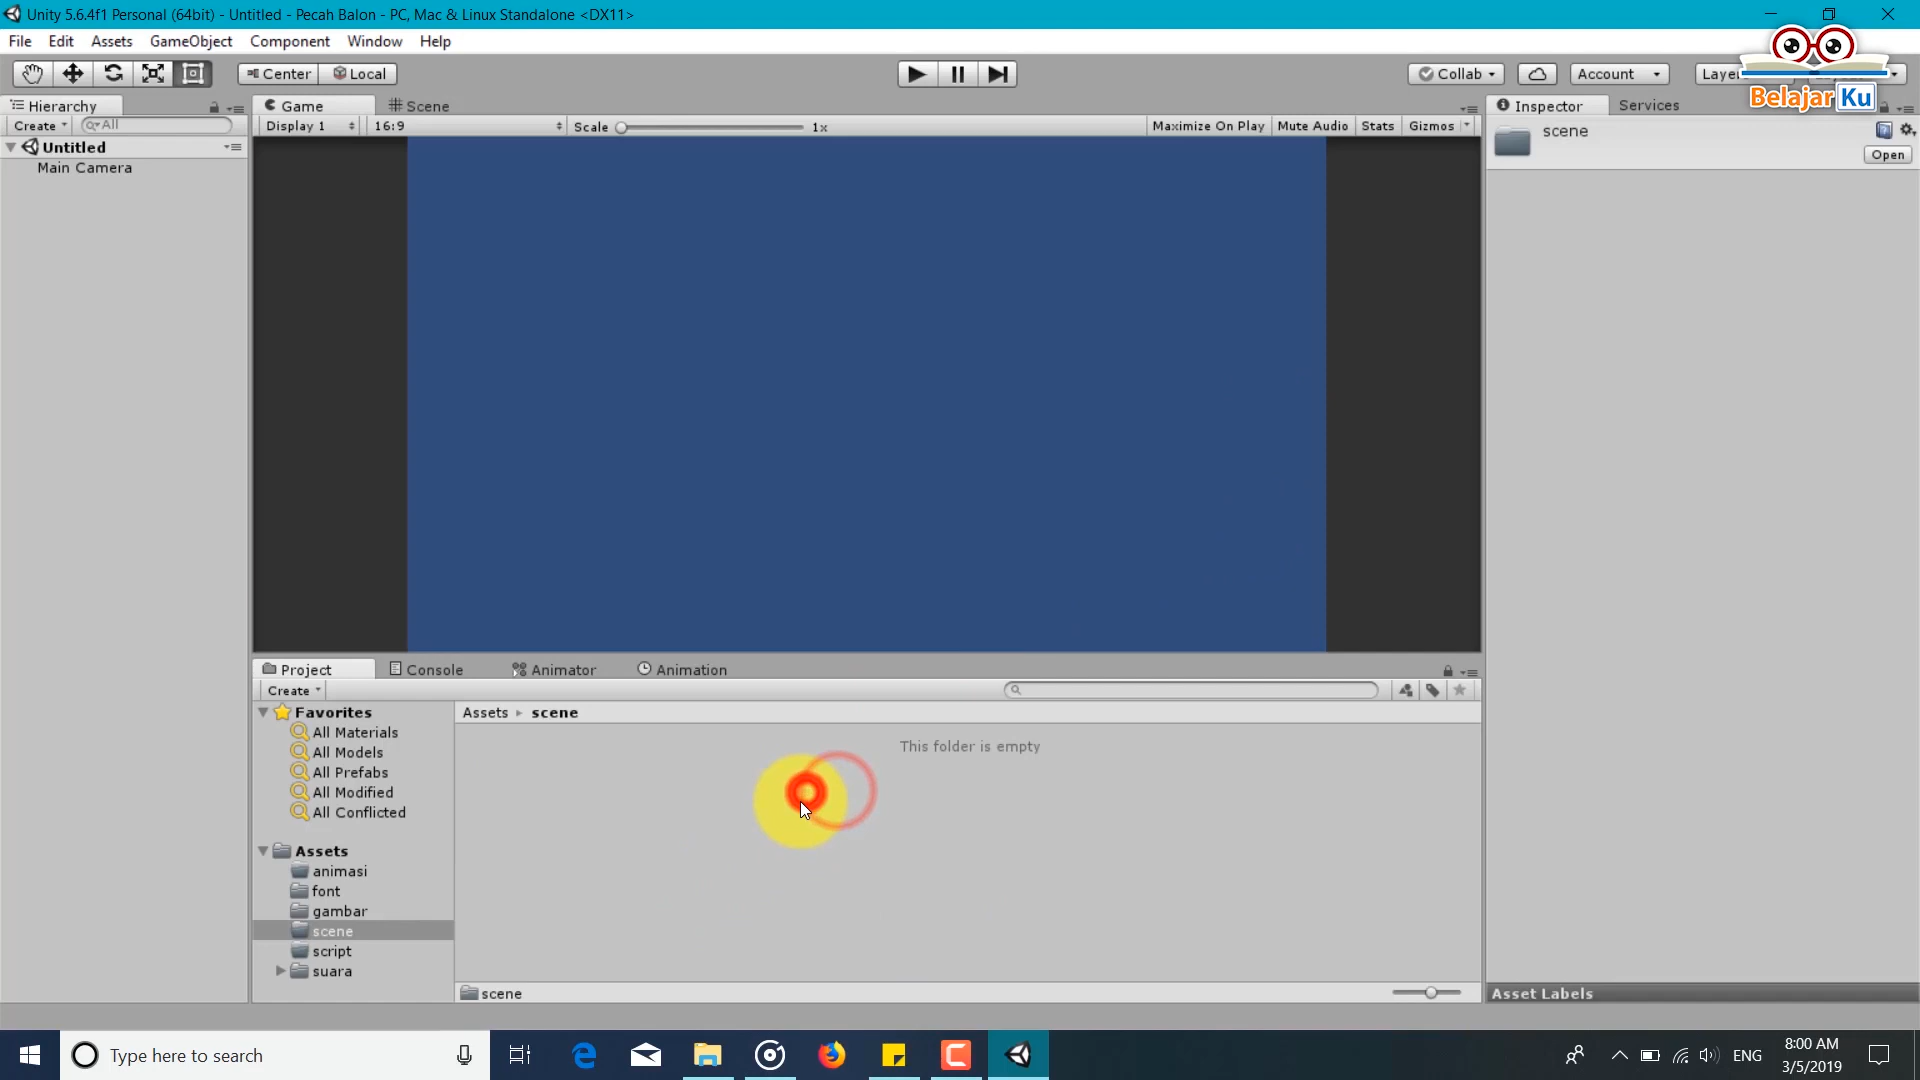 Unity 5.6.4f1 Personal (64bit) - Untitled - Pecah Balon - PC, Mac & Linux Standalone <DX11>
File Edit Assets GameObject Component Window Help
Center Local Collab Account
Belajar Ku
Hierarchy Game Scene Inspector Services
Create All Display 1 16:9 Scale 1x Maximize On Play Mute Audio Stats Gizmos
scene
Open
Untitled
Main Camera
Project Console Animator Animation
Create
Favorites
All Materials
All Models
All Prefabs
All Modified
All Conflicted
Assets
animasi
font
gambar
scene
script
suara
Assets scene
This folder is empty
scene
Asset Labels
Type here to search
ENG
8:00 AM
3/5/2019